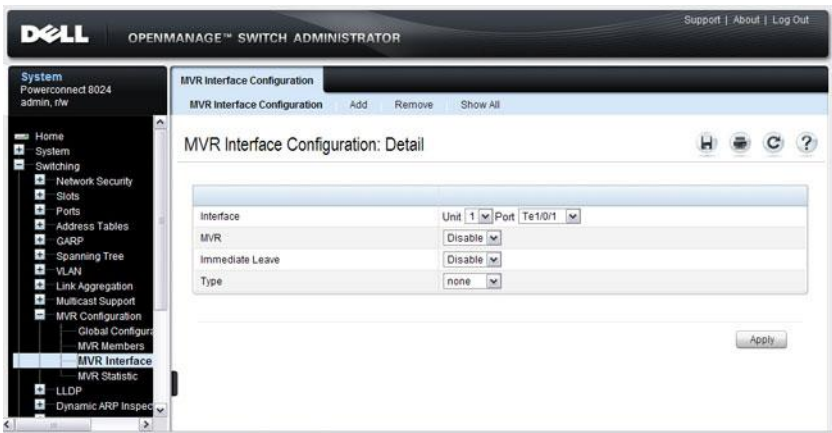 Support | About | Log Out
DELL
OPENMANAGE™ SWITCH ADMINISTRATOR
System
Powerconnect 8024
admin, r/w
Home
System
Switching
Network Security
Slots
Ports
Address Tables
GARP
Spanning Tree
VLAN
Link Aggregation
Multicast Support
MVR Configuration
Global Configura
MVR Members
MVR Interface
MVR Statistic
LLDP
Dynamic ARP Inspec
MVR Interface Configuration
MVR Interface Configuration Add Remove Show All
MVR Interface Configuration: Detail
H C ?
Interface Unit 1 Port Te1/0/1
MVR Disable
Immediate Leave Disable
Type none
Apply